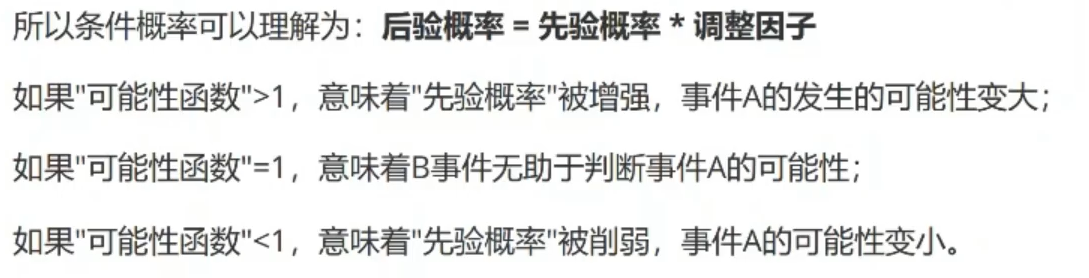 所以条件概率可以理解为：后验概率 = 先验概率 * 调整因子
如果"可能性函数">1，意味着"先验概率"被增强，事件A的发生的可能性变大；
如果"可能性函数"=1，意味着B事件无助于判断事件A的可能性；
如果"可能性函数"<1，意味着"先验概率"被削弱，事件A的可能性变小。